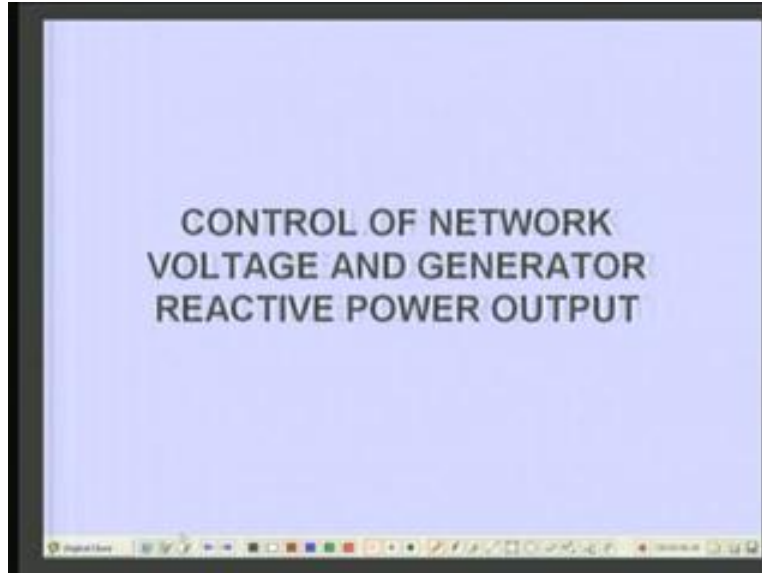 CONTROL OF NETWORK
VOLTAGE AND GENERATOR
REACTIVE POWER OUTPUT